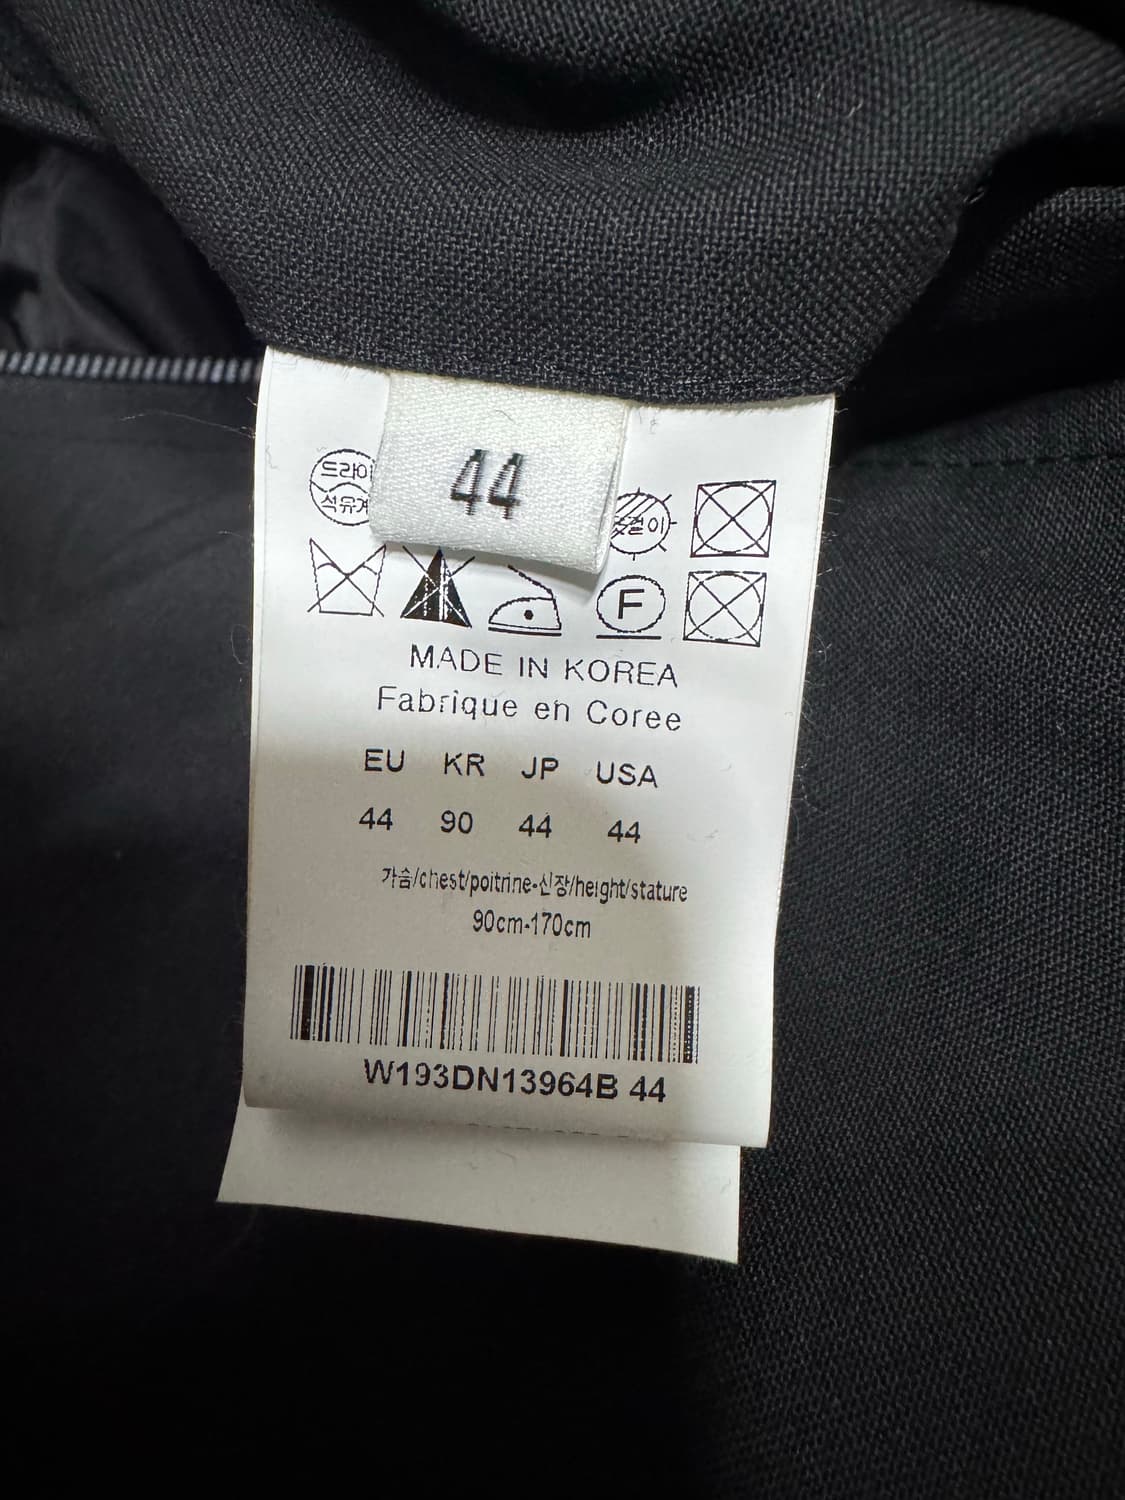 44
드라이
석유계
옷걸이
F
MADE IN KOREA
Fabrique en Coree
EU KR JP USA
44 90 44 44
가슴/chest/poitrine-신장/height/stature
90cm-170cm
W193DN13964B 44